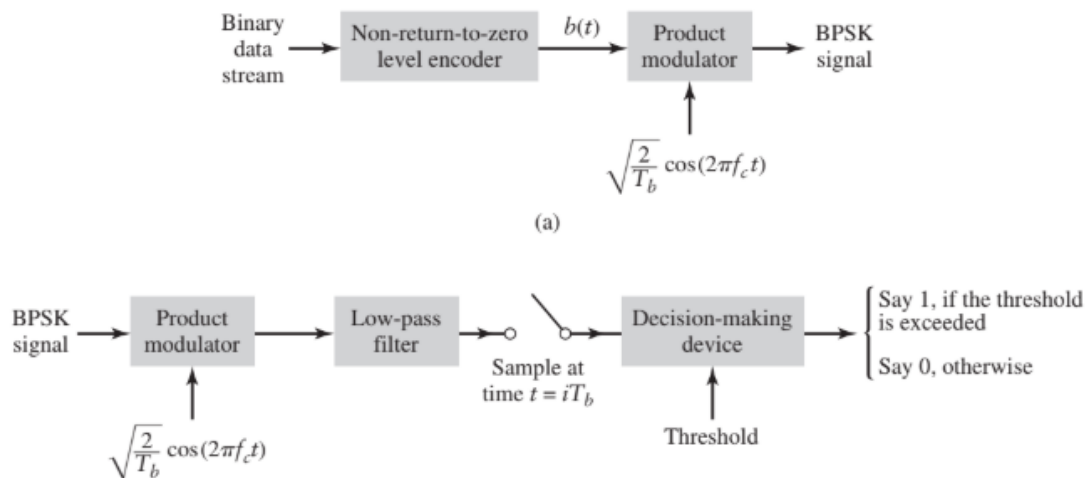 Binary
data
stream
Non-return-to-zero
level encoder
b(t)
Product
modulator
BPSK
signal
√(2/T_b) cos(2πf_c t)
(a)
BPSK
signal
Product
modulator
Low-pass
filter
Sample at
time t = iT_b
Decision-making
device
Say 1, if the threshold
is exceeded
Say 0, otherwise
√(2/T_b) cos(2πf_c t)
Threshold